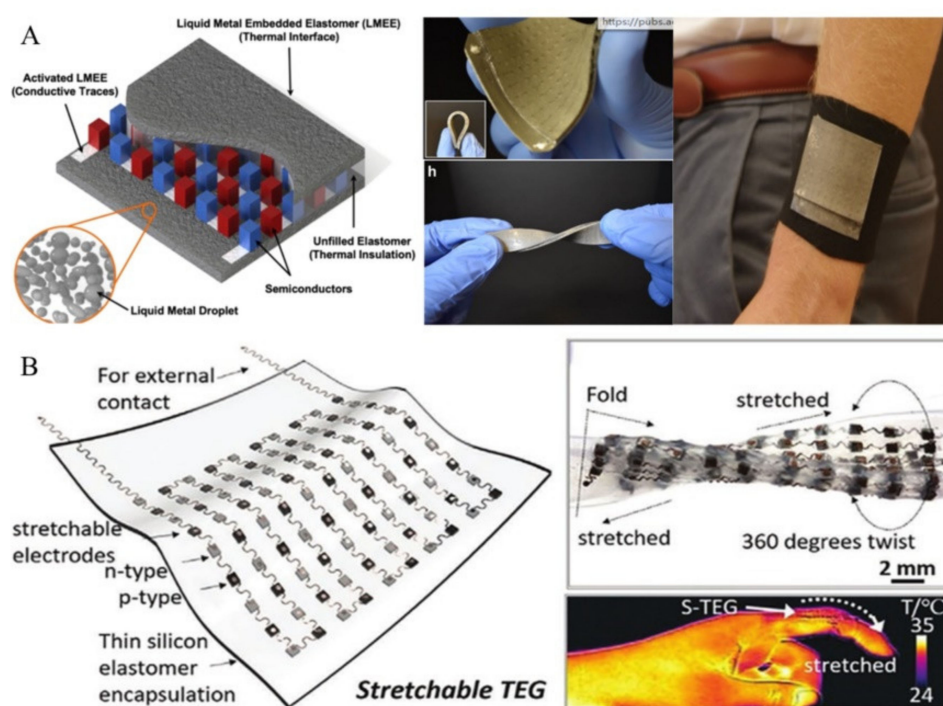 A
Liquid Metal Embedded Elastomer (LMEE)
(Thermal Interface)
Activated LMEE
(Conductive Traces)
Unfilled Elastomer
(Thermal Insulation)
Semiconductors
Liquid Metal Droplet
https://pubs.a
h
B
For external
contact
stretchable
electrodes
n-type
p-type
Thin silicon
elastomer
encapsulation
Stretchable TEG
Fold
stretched
stretched
360 degrees twist
2 mm
S-TEG
T/°C
35
stretched
24